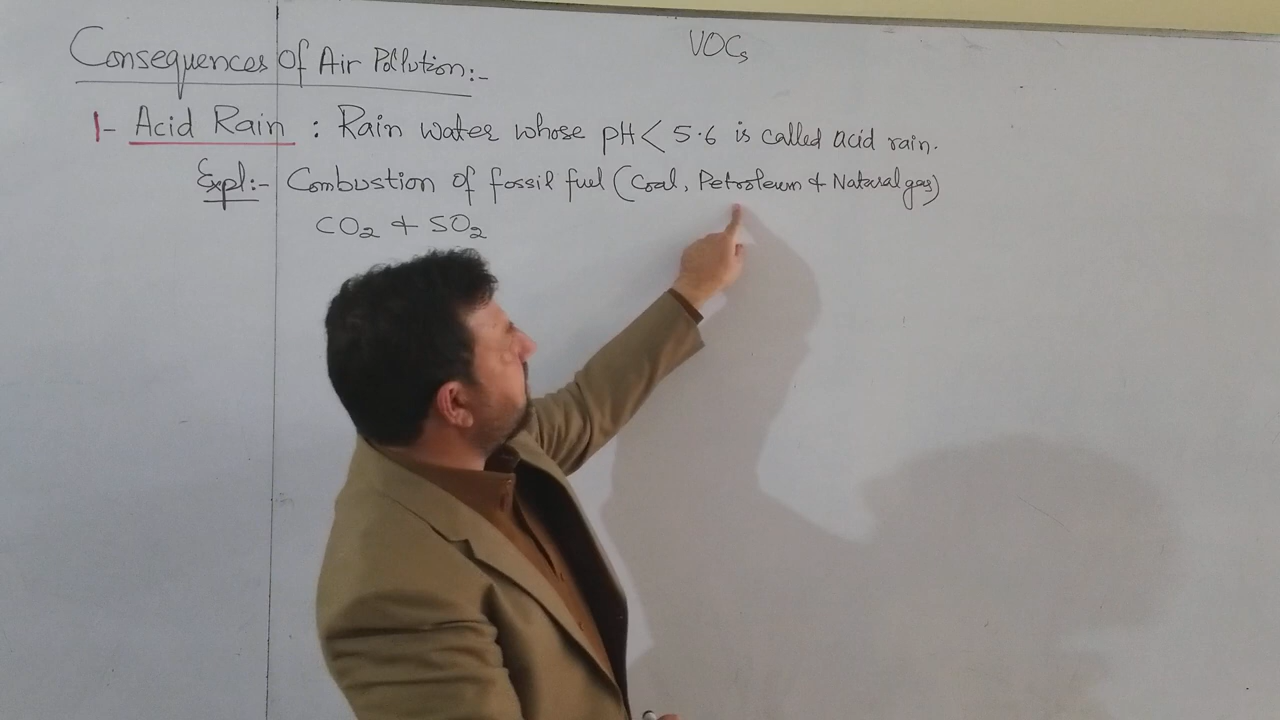 VOCs
Consequences Of Air Pollution:-
1- Acid Rain : Rain water whose pH < 5.6 is called acid rain.
Expl:- Combustion of fossil fuel (Coal, Petroleum & Natural gas)
CO₂ & SO₂